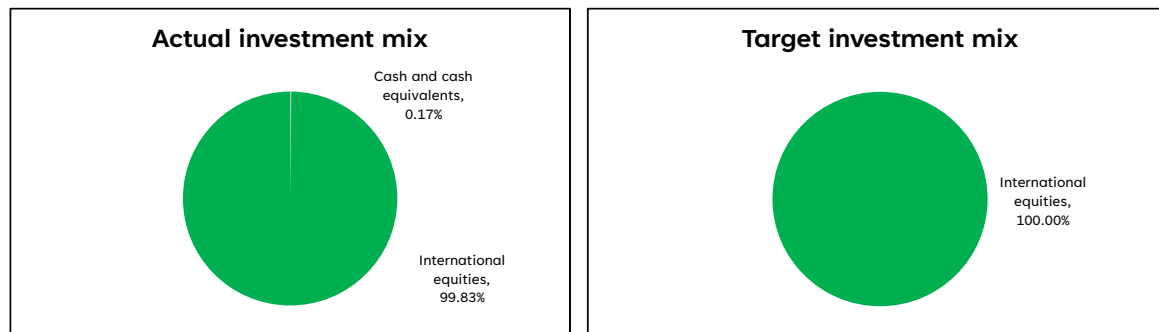 Actual investment mix
Cash and cash
equivalents,
0.17%
International
equities,
99.83%
Target investment mix
International
equities,
100.00%